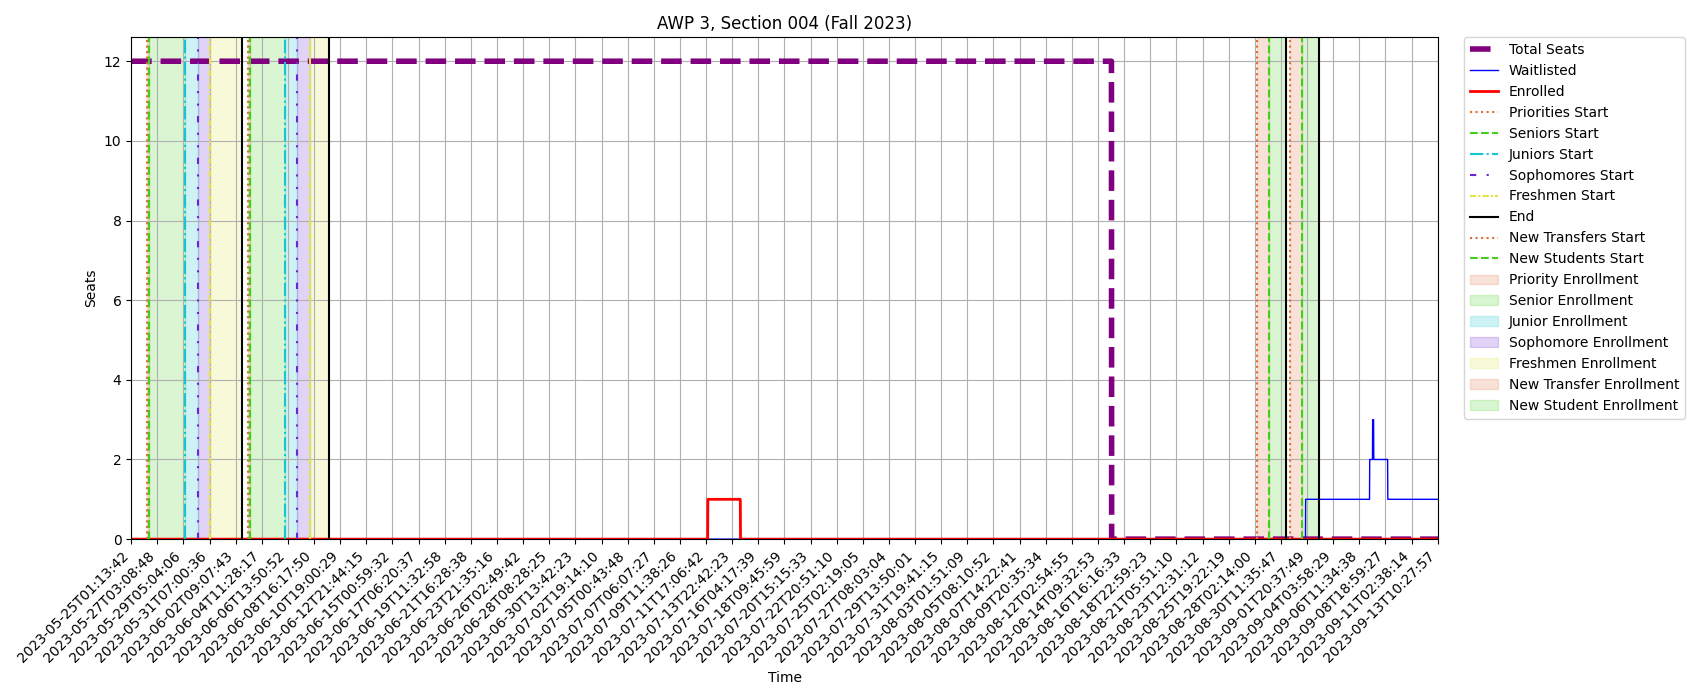 AWP 3, Section 004 (Fall 2023)
Seats
12
10
8
6
4
2
0
2023-05-25T01:13:42
2023-05-27T03:08:48
2023-05-29T05:04:06
2023-05-31T07:00:36
2023-06-02T09:07:43
2023-06-04T11:28:17
2023-06-06T13:50:52
2023-06-08T16:17:50
2023-06-10T19:00:29
2023-06-12T21:44:15
2023-06-15T00:59:32
2023-06-17T06:20:37
2023-06-19T11:32:58
2023-06-21T16:28:38
2023-06-23T21:35:16
2023-06-26T02:49:42
2023-06-28T08:28:25
2023-06-30T13:42:23
2023-07-02T19:14:10
2023-07-05T00:43:48
2023-07-07T06:07:27
2023-07-09T11:38:26
2023-07-11T17:06:42
2023-07-13T22:42:23
2023-07-16T04:17:39
2023-07-18T09:45:59
2023-07-20T15:15:33
2023-07-22T20:51:10
2023-07-25T02:19:05
2023-07-27T08:03:04
2023-07-29T13:50:01
2023-07-31T19:41:15
2023-08-03T01:51:09
2023-08-05T08:10:52
2023-08-07T14:22:41
2023-08-09T20:35:34
2023-08-12T02:54:55
2023-08-14T09:32:53
2023-08-16T16:16:33
2023-08-18T22:59:23
2023-08-21T05:51:10
2023-08-23T12:31:12
2023-08-25T19:22:19
2023-08-28T02:14:00
2023-08-30T11:35:47
2023-09-01T20:37:49
2023-09-04T03:58:29
2023-09-06T11:34:38
2023-09-08T18:59:27
2023-09-11T02:38:14
2023-09-13T10:27:57
Time
Total Seats
Waitlisted
Enrolled
Priorities Start
Seniors Start
Juniors Start
Sophomores Start
Freshmen Start
End
New Transfers Start
New Students Start
Priority Enrollment
Senior Enrollment
Junior Enrollment
Sophomore Enrollment
Freshmen Enrollment
New Transfer Enrollment
New Student Enrollment